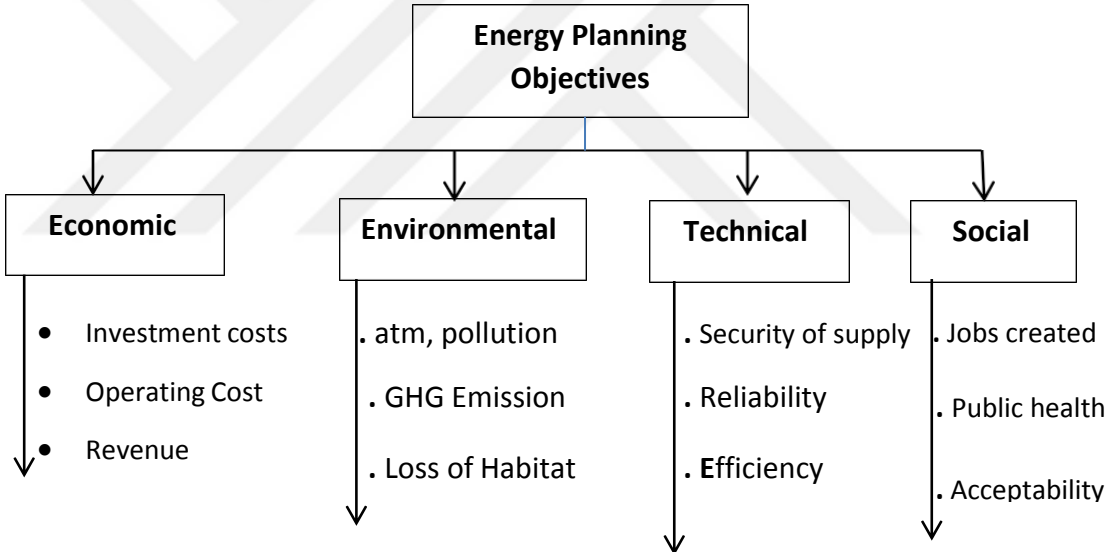 Energy Planning
Objectives
Economic
• Investment costs
• Operating Cost
• Revenue
Environmental
. atm, pollution
. GHG Emission
. Loss of Habitat
Technical
. Security of supply
. Reliability
. Efficiency
Social
. Jobs created
. Public health
. Acceptability